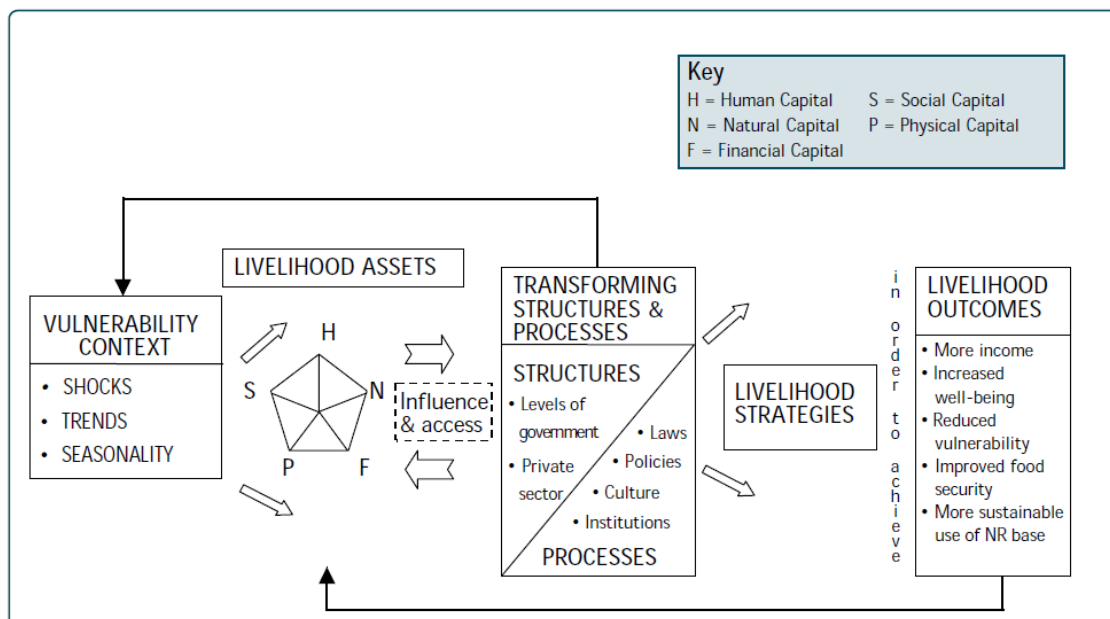 Key
H = Human Capital S = Social Capital
N = Natural Capital P = Physical Capital
F = Financial Capital
LIVELIHOOD ASSETS
VULNERABILITY
CONTEXT
• SHOCKS
• TRENDS
• SEASONALITY
H
S
N
P
F
Influence
& access
TRANSFORMING
STRUCTURES &
PROCESSES
STRUCTURES
• Levels of
government
• Private
sector
• Laws
• Policies
• Culture
• Institutions
PROCESSES
LIVELIHOOD
STRATEGIES
in order to achieve
LIVELIHOOD
OUTCOMES
• More income
• Increased
well-being
• Reduced
vulnerability
• Improved food
security
• More sustainable
use of NR base